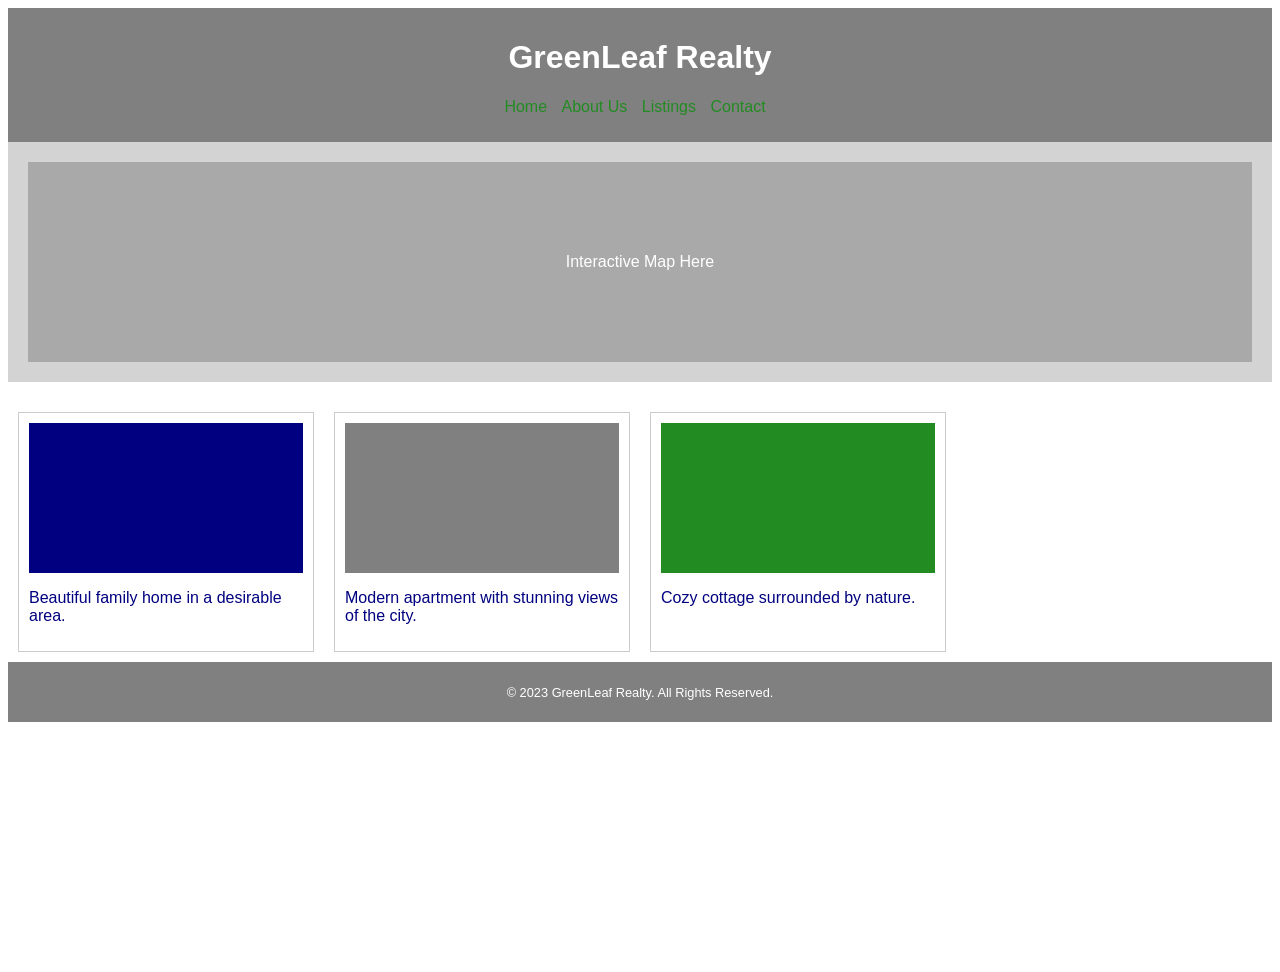 GreenLeaf Realty
Home About Us Listings Contact
Interactive Map Here
Beautiful family home in a desirable
area.
Modern apartment with stunning views
of the city.
Cozy cottage surrounded by nature.
© 2023 GreenLeaf Realty. All Rights Reserved.